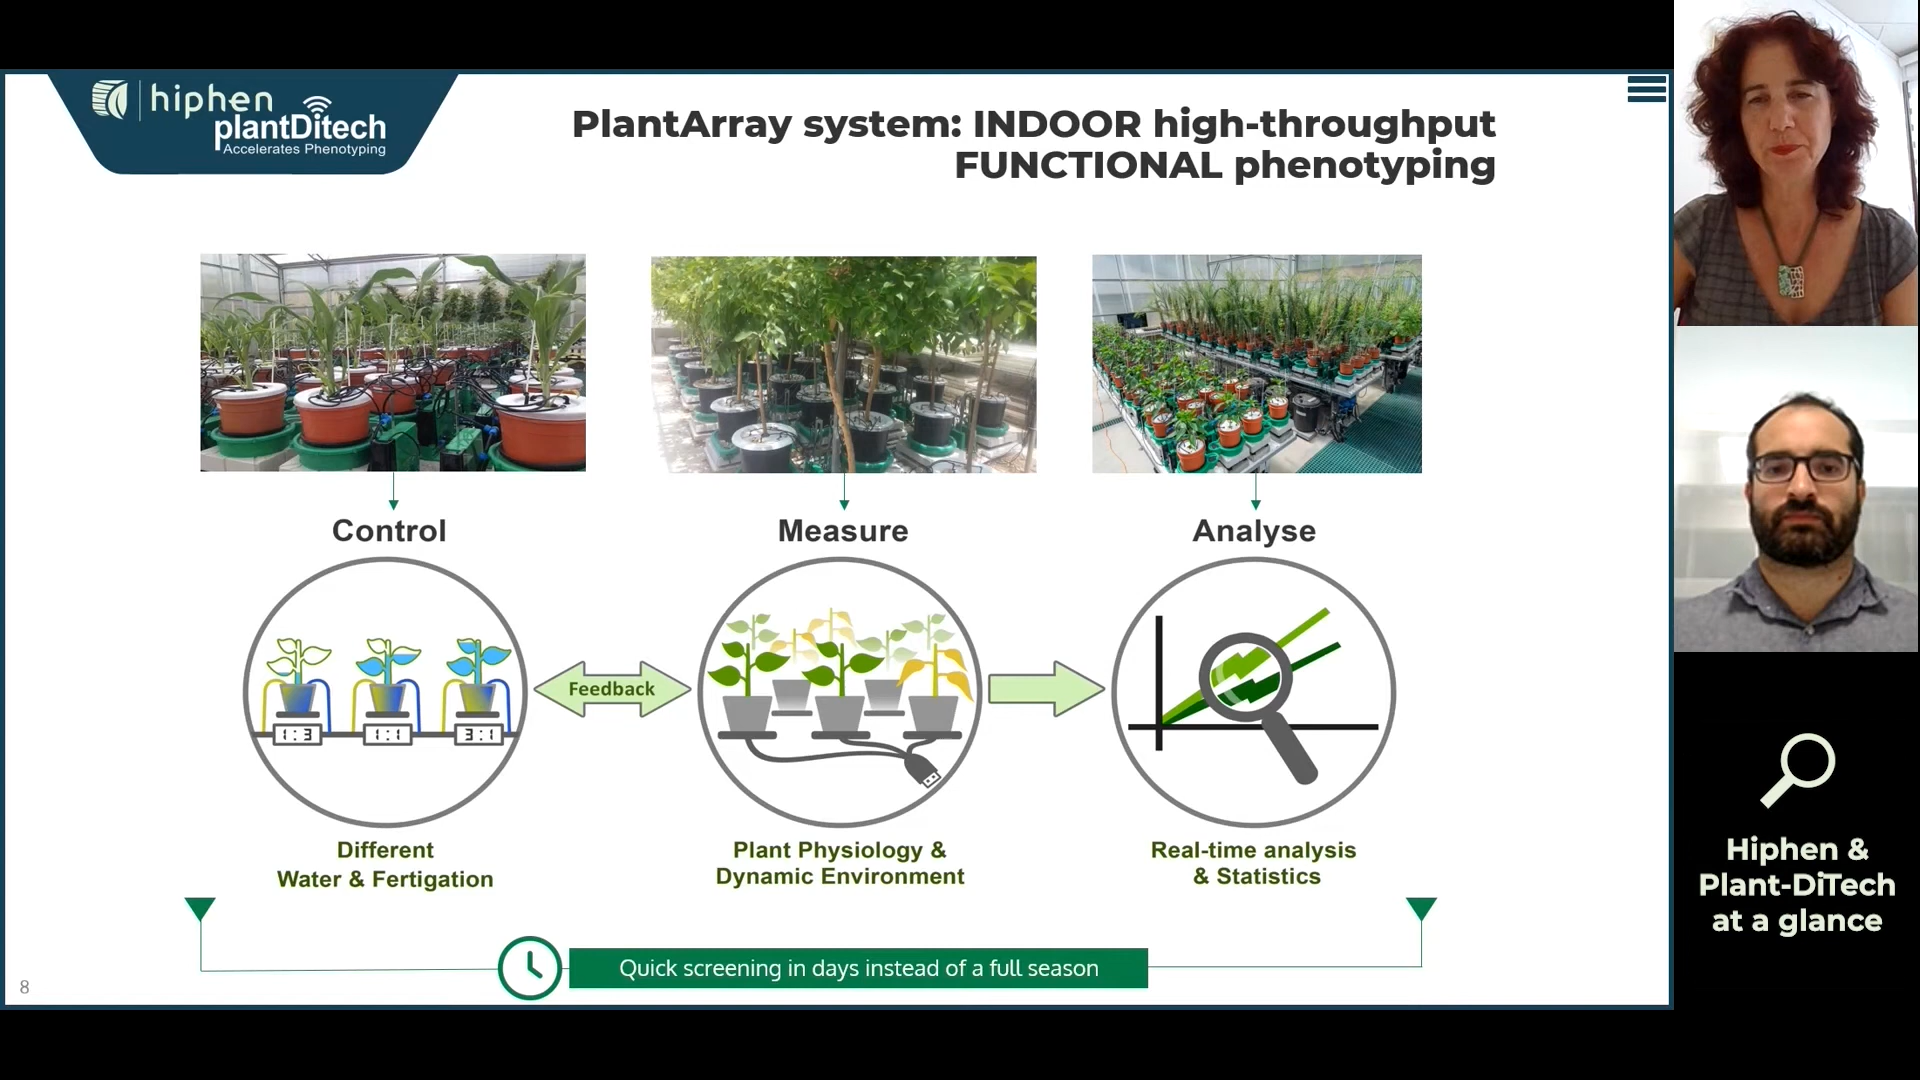 hiphen
plantDitech
Accelerates Phenotyping
PlantArray system: INDOOR high-throughput
FUNCTIONAL phenotyping
Control
Measure
Analyse
Feedback
1:3
1:1
3:1
Different
Water & Fertigation
Plant Physiology &
Dynamic Environment
Real-time analysis
& Statistics
Quick screening in days instead of a full season
8
Hiphen &
Plant-DiTech
at a glance